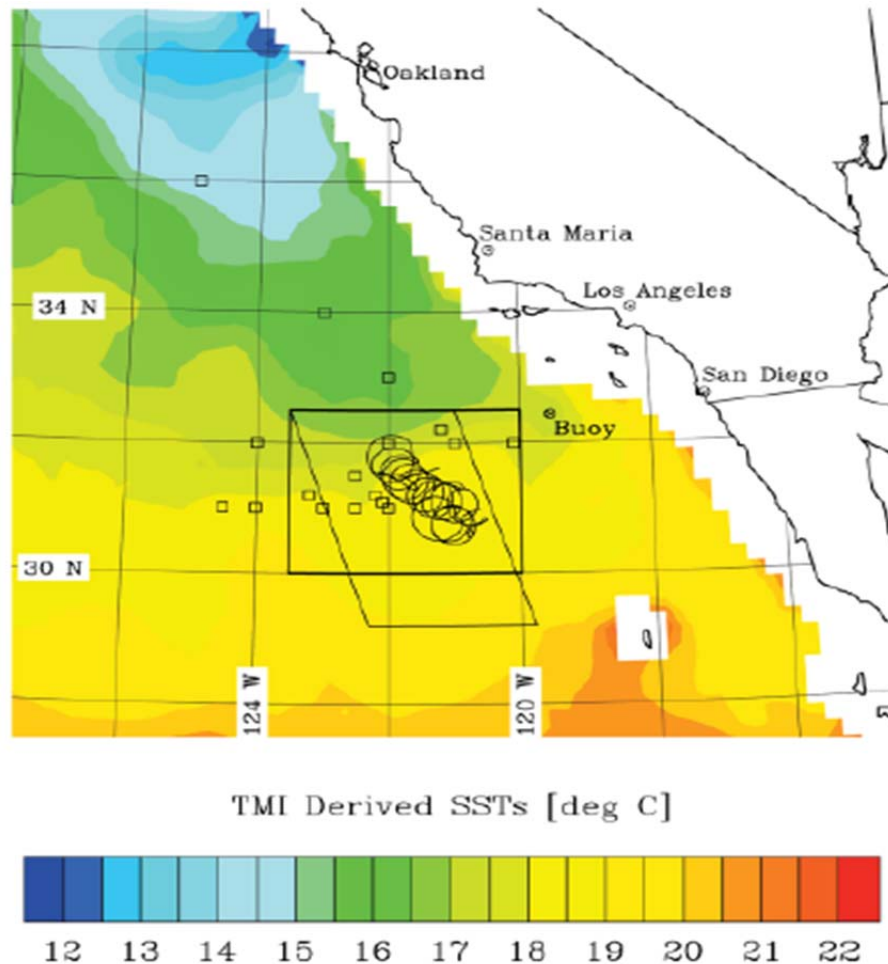 Oakland
Santa Maria
Los Angeles
34 N
San Diego
Buoy
30 N
124 W
120 W
TMI Derived SSTs [deg C]
12 13 14 15 16 17 18 19 20 21 22